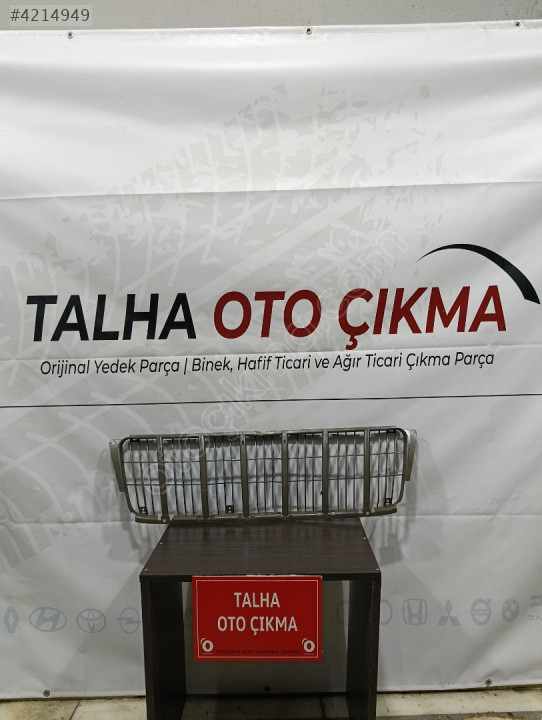 #4214949
TALHA OTO ÇIKMA
Orijinal Yedek Parça | Binek, Hafif Ticari ve Ağır Ticari Çıkma Parça
TALHA
OTO ÇIKMA